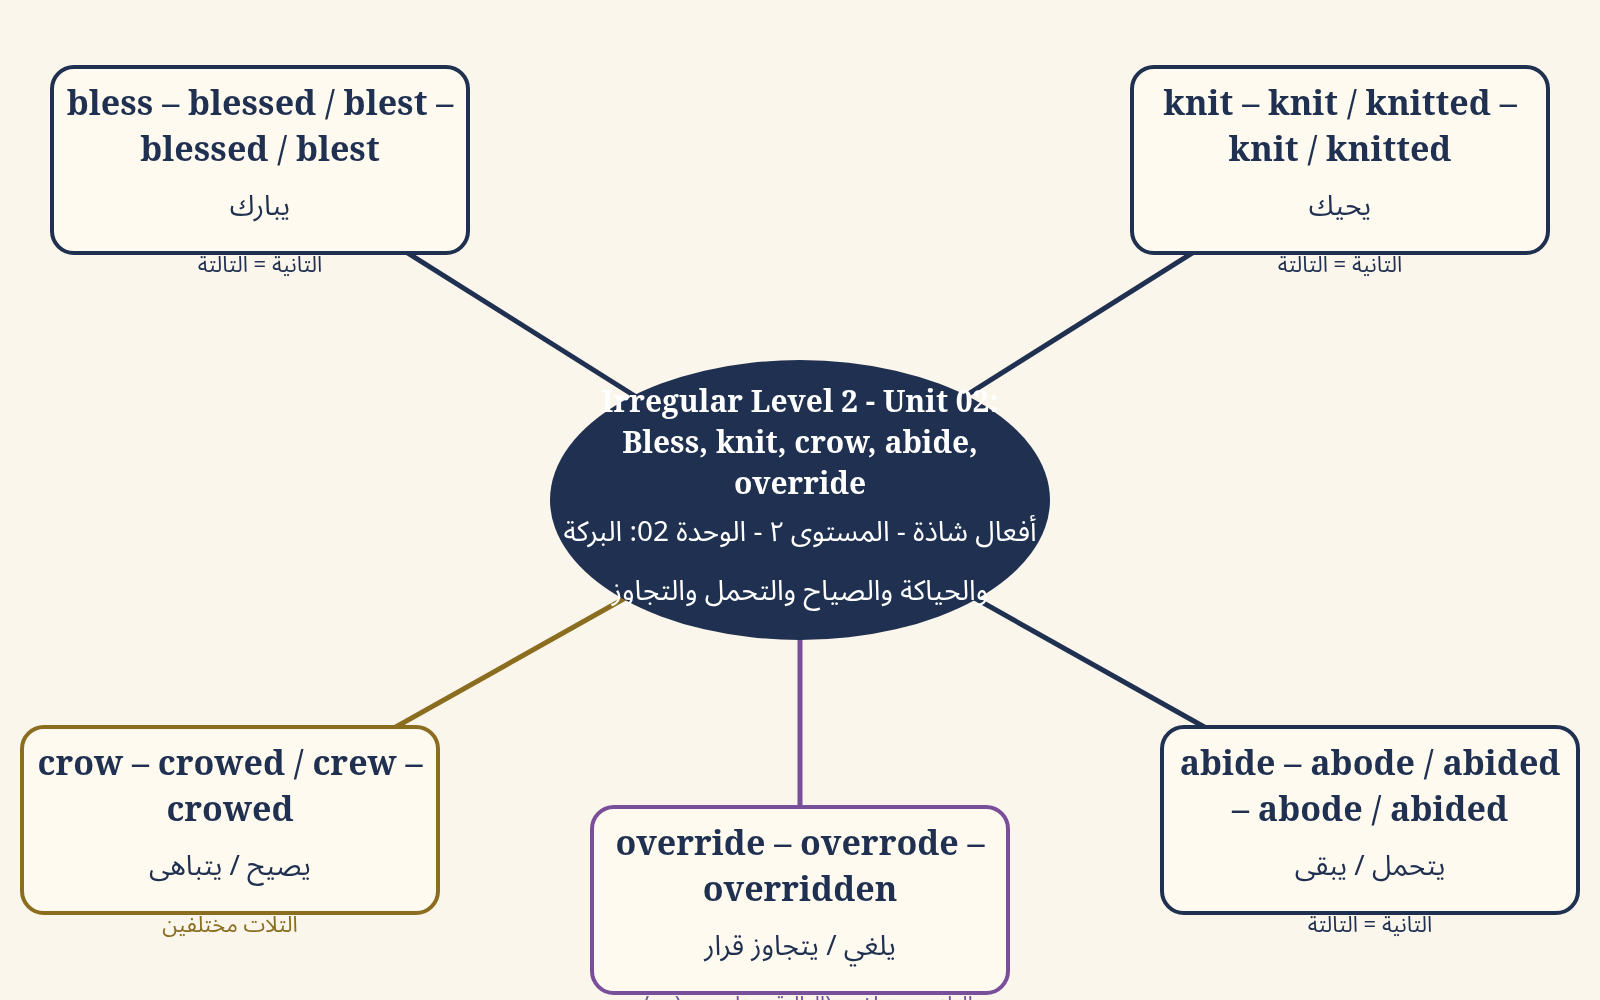 bless – blessed / blest –
blessed / blest
يبارك
التانية = التالتة
knit – knit / knitted –
knit / knitted
يحيك
التانية = التالتة
Irregular Level 2 - Unit 02:
Bless, knit, crow, abide,
override
أفعال شاذة - المستوى ٢ - الوحدة 02: البركة
والحياكة والصياح والتحمل والتجاوز
crow – crowed / crew –
crowed
يصيح / يتباهى
التلات مختلفين
override – overrode –
overridden
يلغي / يتجاوز قرار
abide – abode / abided
– abode / abided
يتحمل / يبقى
التانية = التالتة